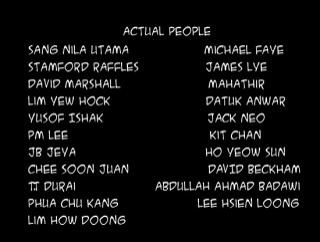 ACTUAL PEOPLE
SANG NILA UTAMA MICHAEL FAYE
STAMFORD RAFFLES JAMES LYE
DAVID MARSHALL MAHATHIR
LIM YEW HOCK DATUK ANWAR
YUSOF ISHAK JACK NEO
PM LEE KIT CHAN
JB JEYA HO YEOW SUN
CHEE SOON JUAN DAVID BECKHAM
TT DURAI ABDULLAH AHMAD BADAWI
PHUA CHU KANG LEE HSIEN LOONG
LIM HOW DOONG